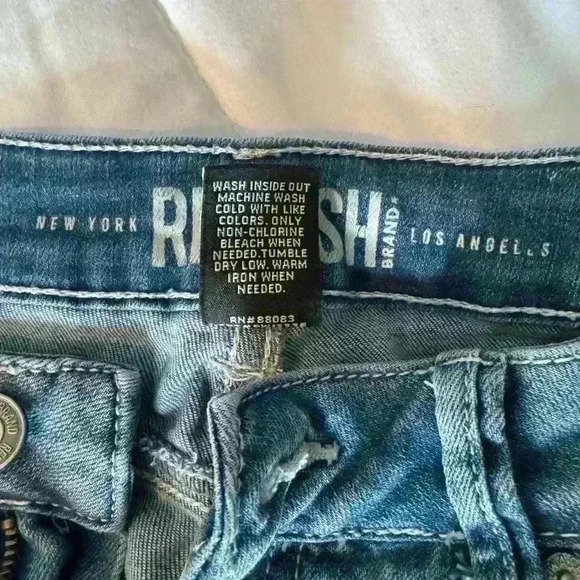 WASH INSIDE OUT
MACHINE WASH
COLD WITH LIKE
COLORS. ONLY
NON-CHLORINE
BLEACH WHEN
NEEDED.TUMBLE
DRY LOW. WARM
IRON WHEN
NEEDED.
RN# 88083
NEW YORK
SH
BRAND
LOS ANGELES